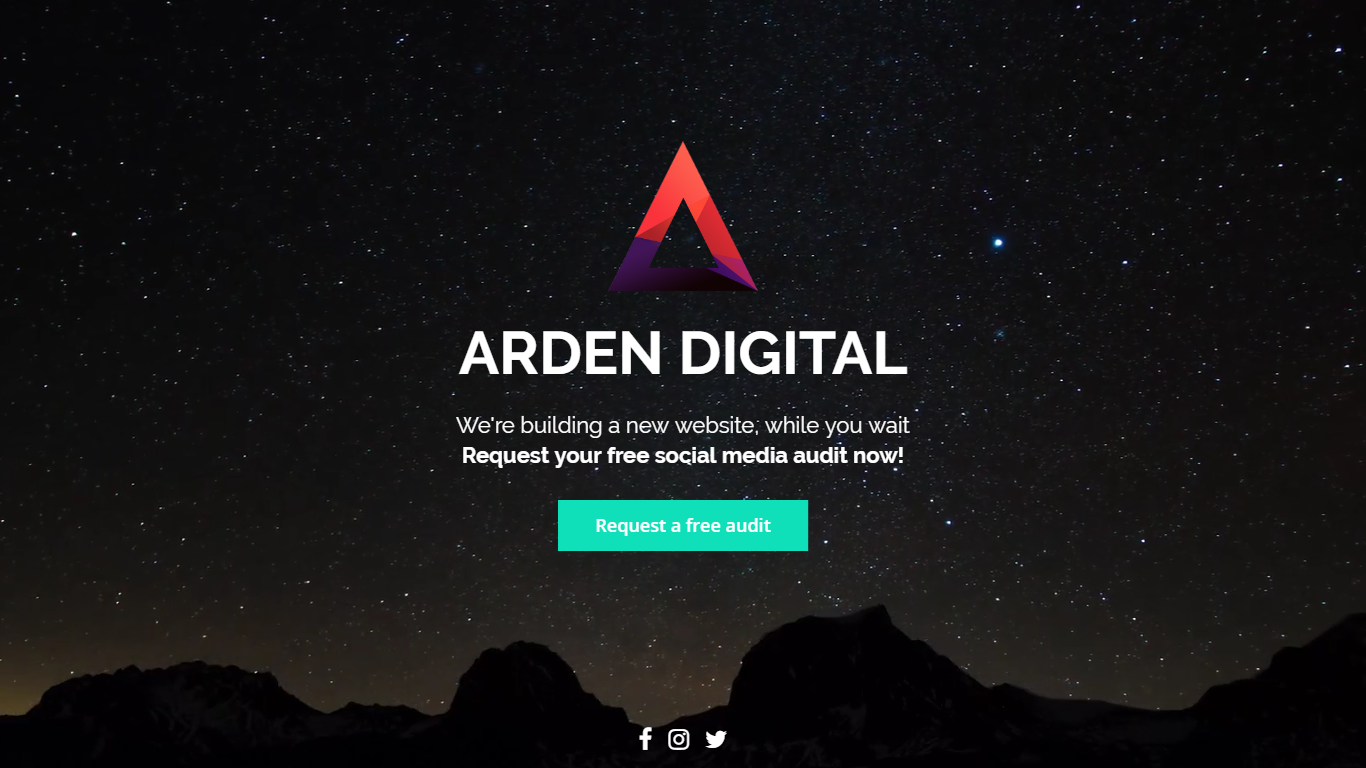 ARDEN DIGITAL
We're building a new website, while you wait
Request your free social media audit now!
Request a free audit